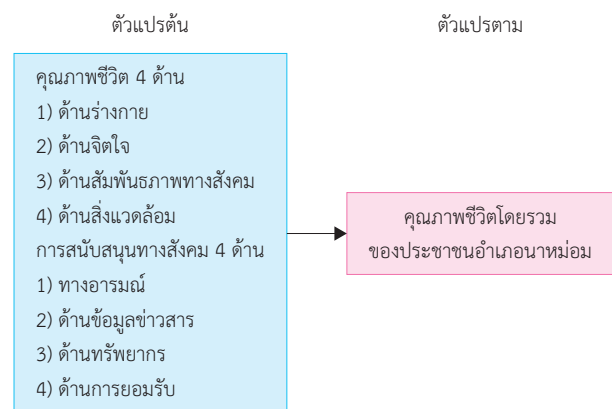 ตัวแปรต้น
ตัวแปรตาม
คุณภาพชีวิต 4 ด้าน
1) ด้านร่างกาย
2) ด้านจิตใจ
3) ด้านสัมพันธภาพทางสังคม
4) ด้านสิ่งแวดล้อม
การสนับสนุนทางสังคม 4 ด้าน
1) ทางอารมณ์
2) ด้านข้อมูลข่าวสาร
3) ด้านทรัพยากร
4) ด้านการยอมรับ
คุณภาพชีวิตโดยรวม
ของประชาชนอำเภอนาหม่อม